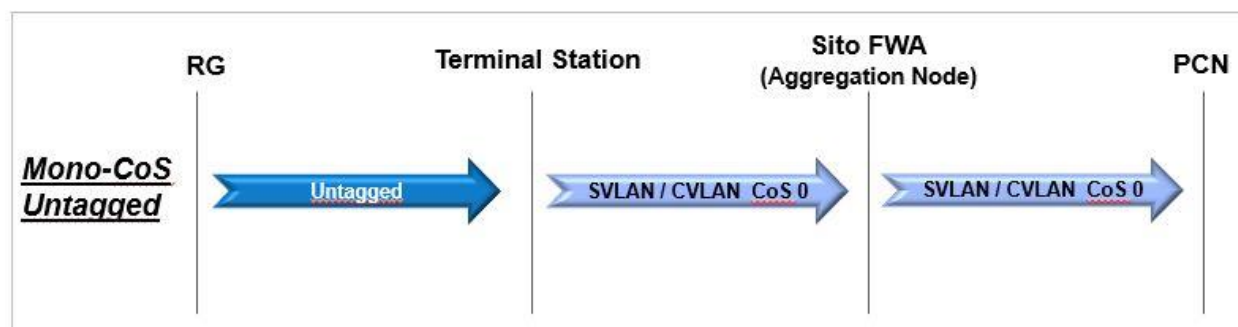 RG
Terminal Station
Sito FWA
(Aggregation Node)
PCN
Mono-CoS
Untagged
Untagged
SVLAN / CVLAN CoS 0
SVLAN / CVLAN CoS 0